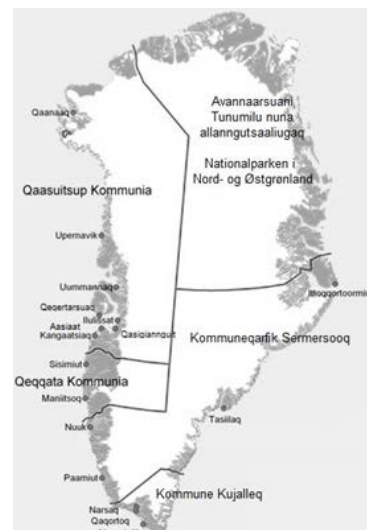 Avannaarsuani
Tunumilu nuna
allanngutsaaliugaq
Nationalparken i
Nord- og Østgrønland
Qaanaaq
Qaasuitsup Kommunia
Upernavik
Uummannaq
Qeqertarsuaq
Ilulissat
Aasiaat
Kangaatsiaq
Qasigiannguit
Sisimiut
Qeqqata Kommunia
Maniitsoq
Nuuk
Kommuneqarfik Sermersooq
Tasiilaq
Paamiut
Kommune Kujalleq
Narsaq
Qaqortoq